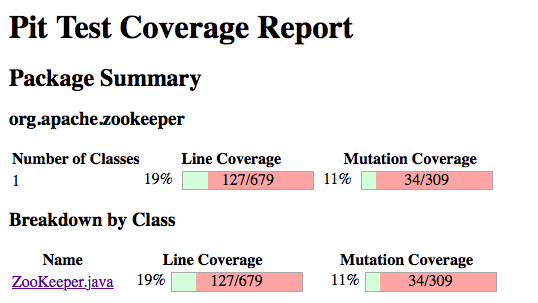 Pit Test Coverage Report
Package Summary
org.apache.zookeeper
Number of Classes Line Coverage Mutation Coverage
1 19% 127/679 11% 34/309
Breakdown by Class
Name Line Coverage Mutation Coverage
ZooKeeper.java 19% 127/679 11% 34/309